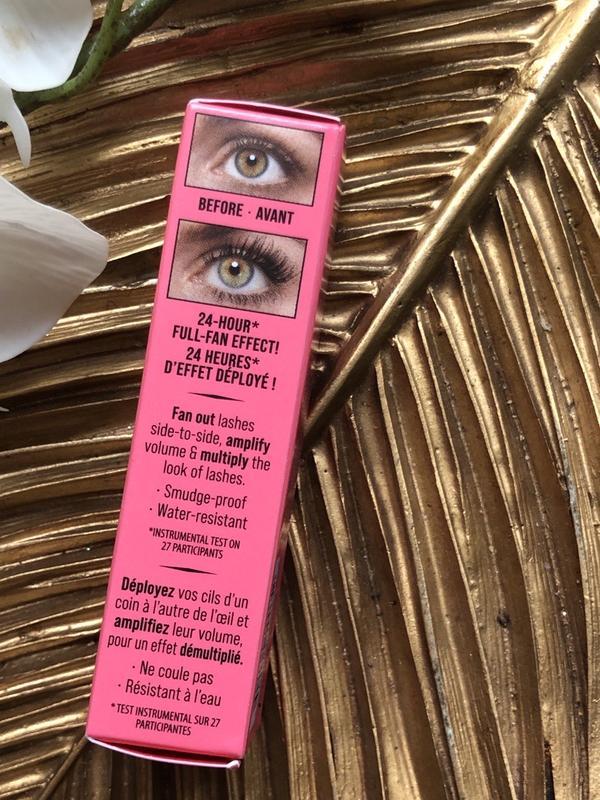 BEFORE · AVANT
24-HOUR*
FULL-FAN EFFECT!
24 HEURES*
D'EFFET DÉPLOYÉ !
Fan out lashes
side-to-side, amplify
volume & multiply the
look of lashes.
· Smudge-proof
· Water-resistant
*INSTRUMENTAL TEST ON
27 PARTICIPANTS
Déployez vos cils d'un
coin à l'autre de l'œil et
amplifiez leur volume,
pour un effet démultiplié.
· Ne coule pas
· Résistant à l'eau
*TEST INSTRUMENTAL SUR 27
PARTICIPANTES